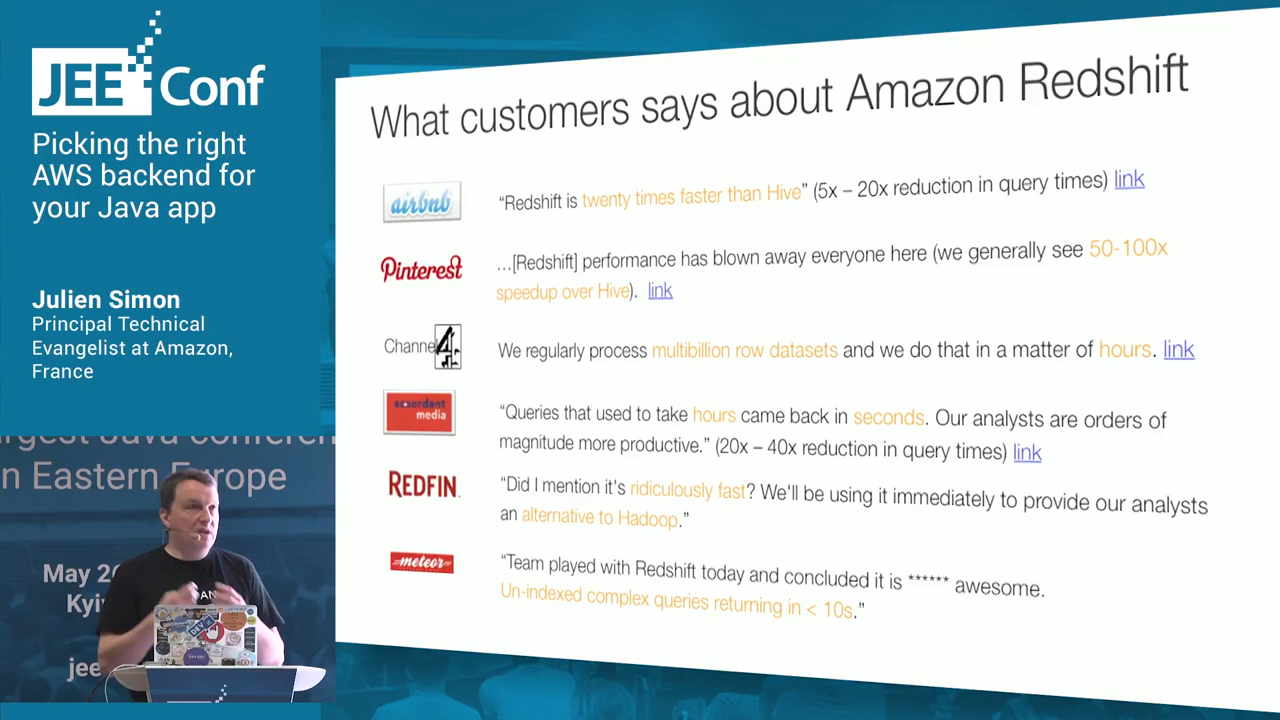 JEE Conf
Picking the right
AWS backend for
your Java app
Julien Simon
Principal Technical
Evangelist at Amazon,
France
What customers says about Amazon Redshift
airbnb
“Redshift is twenty times faster than Hive” (5x – 20x reduction in query times) link
Pinterest
…[Redshift] performance has blown away everyone here (we generally see 50-100x
speedup over Hive). link
Channel 4
We regularly process multibillion row datasets and we do that in a matter of hours. link
accordant
media
“Queries that used to take hours came back in seconds. Our analysts are orders of
magnitude more productive.” (20x – 40x reduction in query times) link
REDFIN.
“Did I mention it's ridiculously fast? We'll be using it immediately to provide our analysts
an alternative to Hadoop.”
meteor
“Team played with Redshift today and concluded it is ****** awesome.
Un-indexed complex queries returning in < 10s.”
Java conferen
n Eastern Europe
May 2
Kyi
jee
DEV